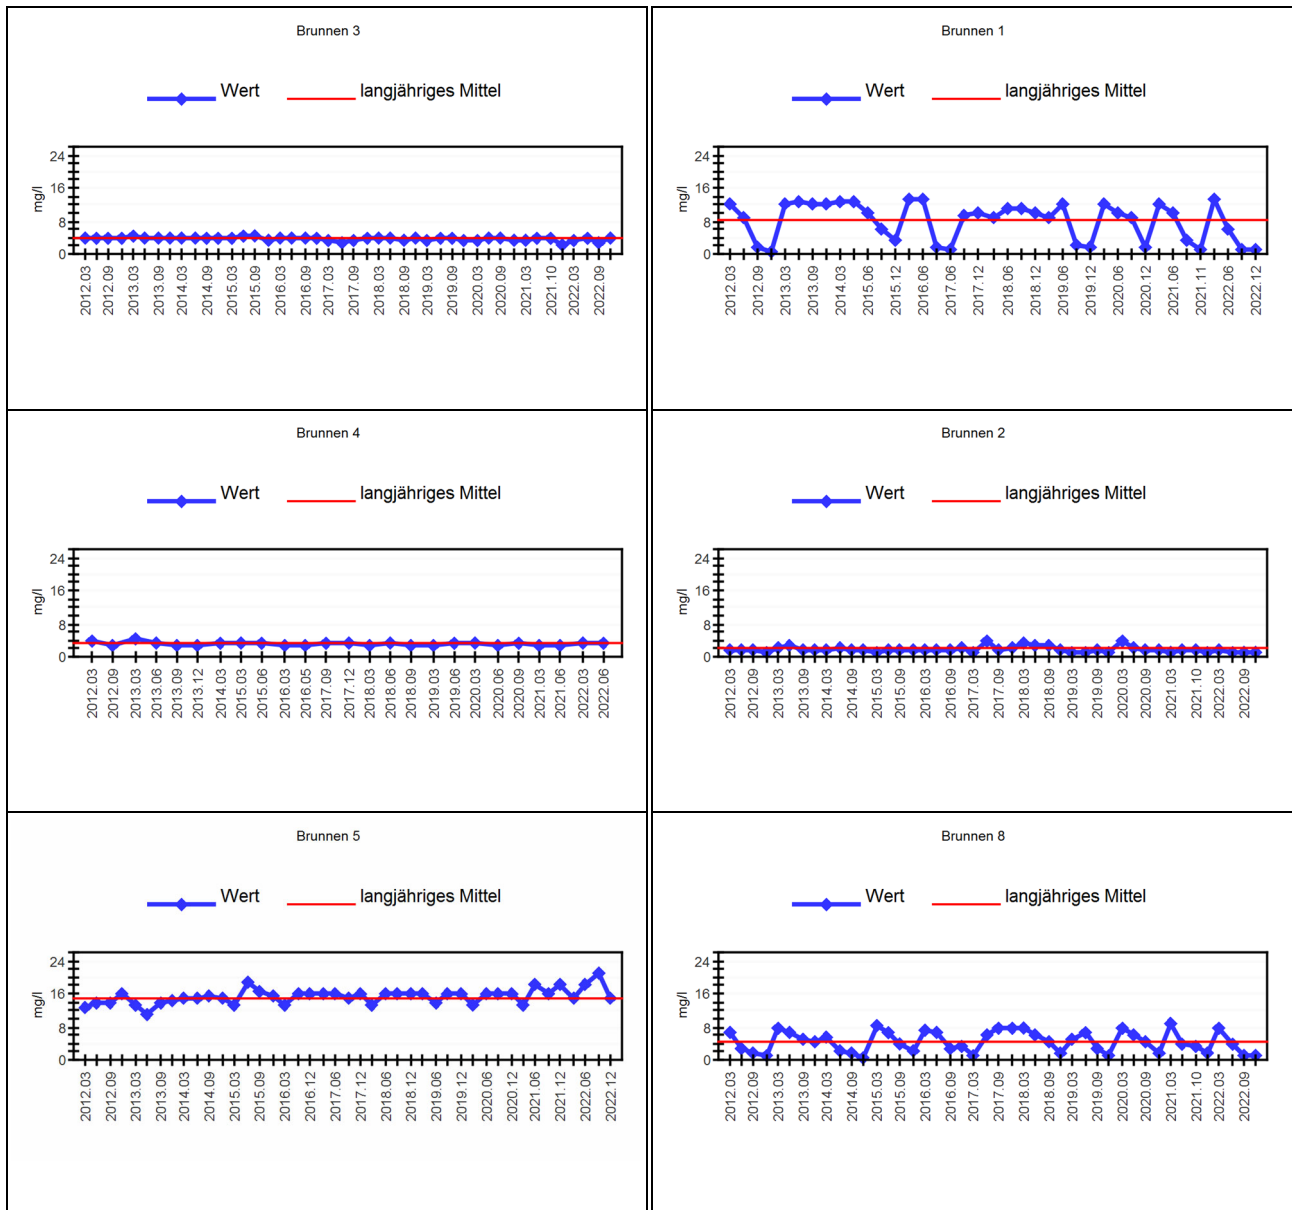 Brunnen 3
Wert langjähriges Mittel
mg/l
24
16
8
0
2012.03 2012.09 2013.03 2013.09 2014.03 2014.09 2015.03 2015.09 2016.03 2016.09 2017.03 2017.09 2018.03 2018.09 2019.03 2019.09 2020.03 2020.09 2021.03 2021.10 2022.03 2022.09
Brunnen 1
Wert langjähriges Mittel
mg/l
24
16
8
0
2012.03 2012.09 2013.03 2013.09 2014.03 2015.06 2015.12 2016.06 2017.06 2017.12 2018.06 2018.12 2019.06 2019.12 2020.06 2020.12 2021.06 2021.11 2022.06 2022.12
Brunnen 4
Wert langjähriges Mittel
mg/l
24
16
8
0
2012.03 2012.09 2013.03 2013.06 2013.09 2013.12 2014.03 2015.03 2015.06 2016.03 2016.05 2017.09 2017.12 2018.03 2018.06 2018.09 2019.03 2019.06 2020.03 2020.06 2020.09 2021.03 2021.06 2022.03 2022.06
Brunnen 2
Wert langjähriges Mittel
mg/l
24
16
8
0
2012.03 2012.09 2013.03 2013.09 2014.03 2014.09 2015.03 2015.09 2016.03 2016.09 2017.03 2017.09 2018.03 2018.09 2019.03 2019.09 2020.03 2020.09 2021.03 2021.10 2022.03 2022.09
Brunnen 5
Wert langjähriges Mittel
mg/l
24
16
8
0
2012.03 2012.09 2013.03 2013.09 2014.03 2014.09 2015.03 2015.09 2016.03 2016.12 2017.06 2017.12 2018.06 2018.12 2019.06 2019.12 2020.06 2020.12 2021.06 2021.12 2022.06 2022.12
Brunnen 8
Wert langjähriges Mittel
mg/l
24
16
8
0
2012.03 2012.09 2013.03 2013.09 2014.03 2014.09 2015.03 2015.09 2016.03 2016.09 2017.03 2017.09 2018.03 2018.09 2019.03 2019.09 2020.03 2020.09 2021.03 2021.10 2022.03 2022.09